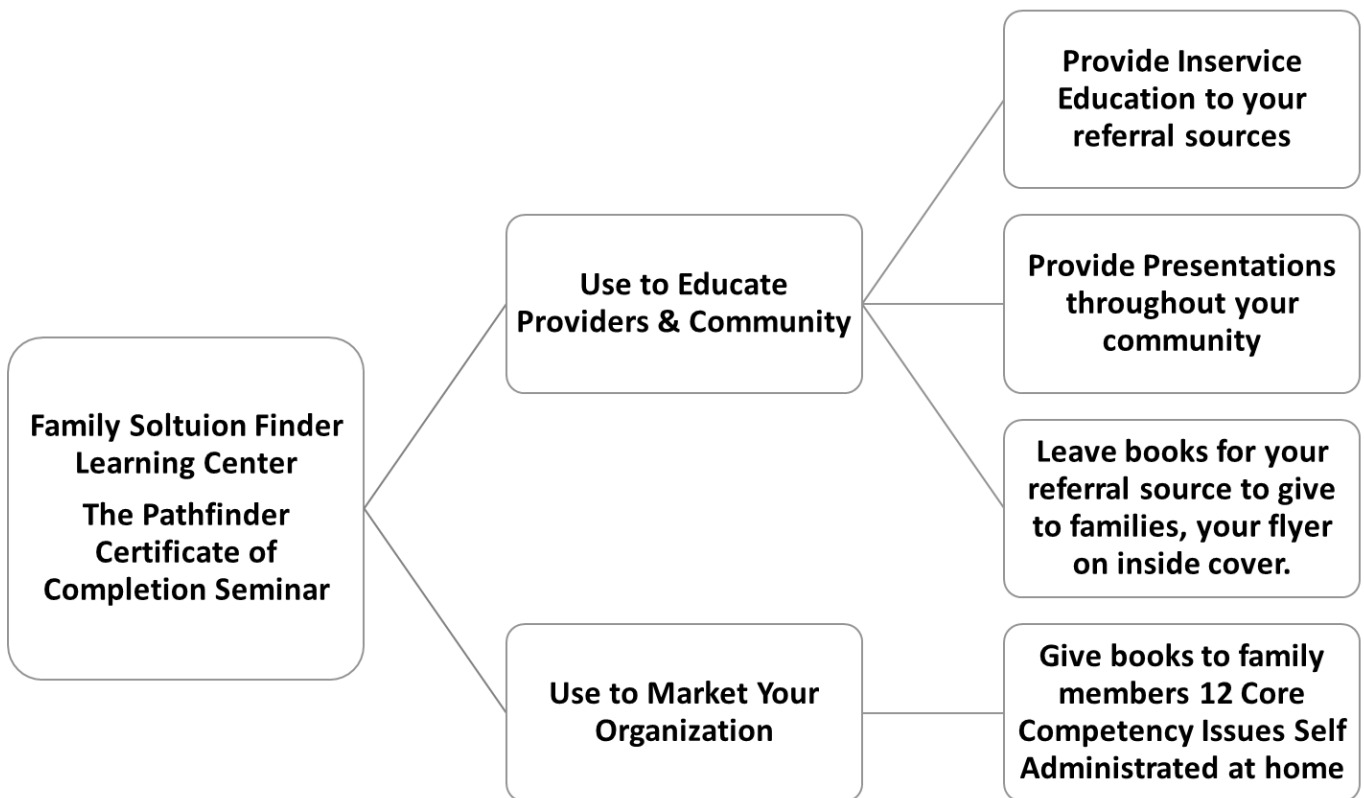 Family Soltuion Finder
Learning Center
The Pathfinder
Certificate of
Completion Seminar
Use to Educate
Providers & Community
Provide Inservice
Education to your
referral sources
Provide Presentations
throughout your
community
Leave books for your
referral source to give
to families, your flyer
on inside cover.
Use to Market Your
Organization
Give books to family
members 12 Core
Competency Issues Self
Administrated at home